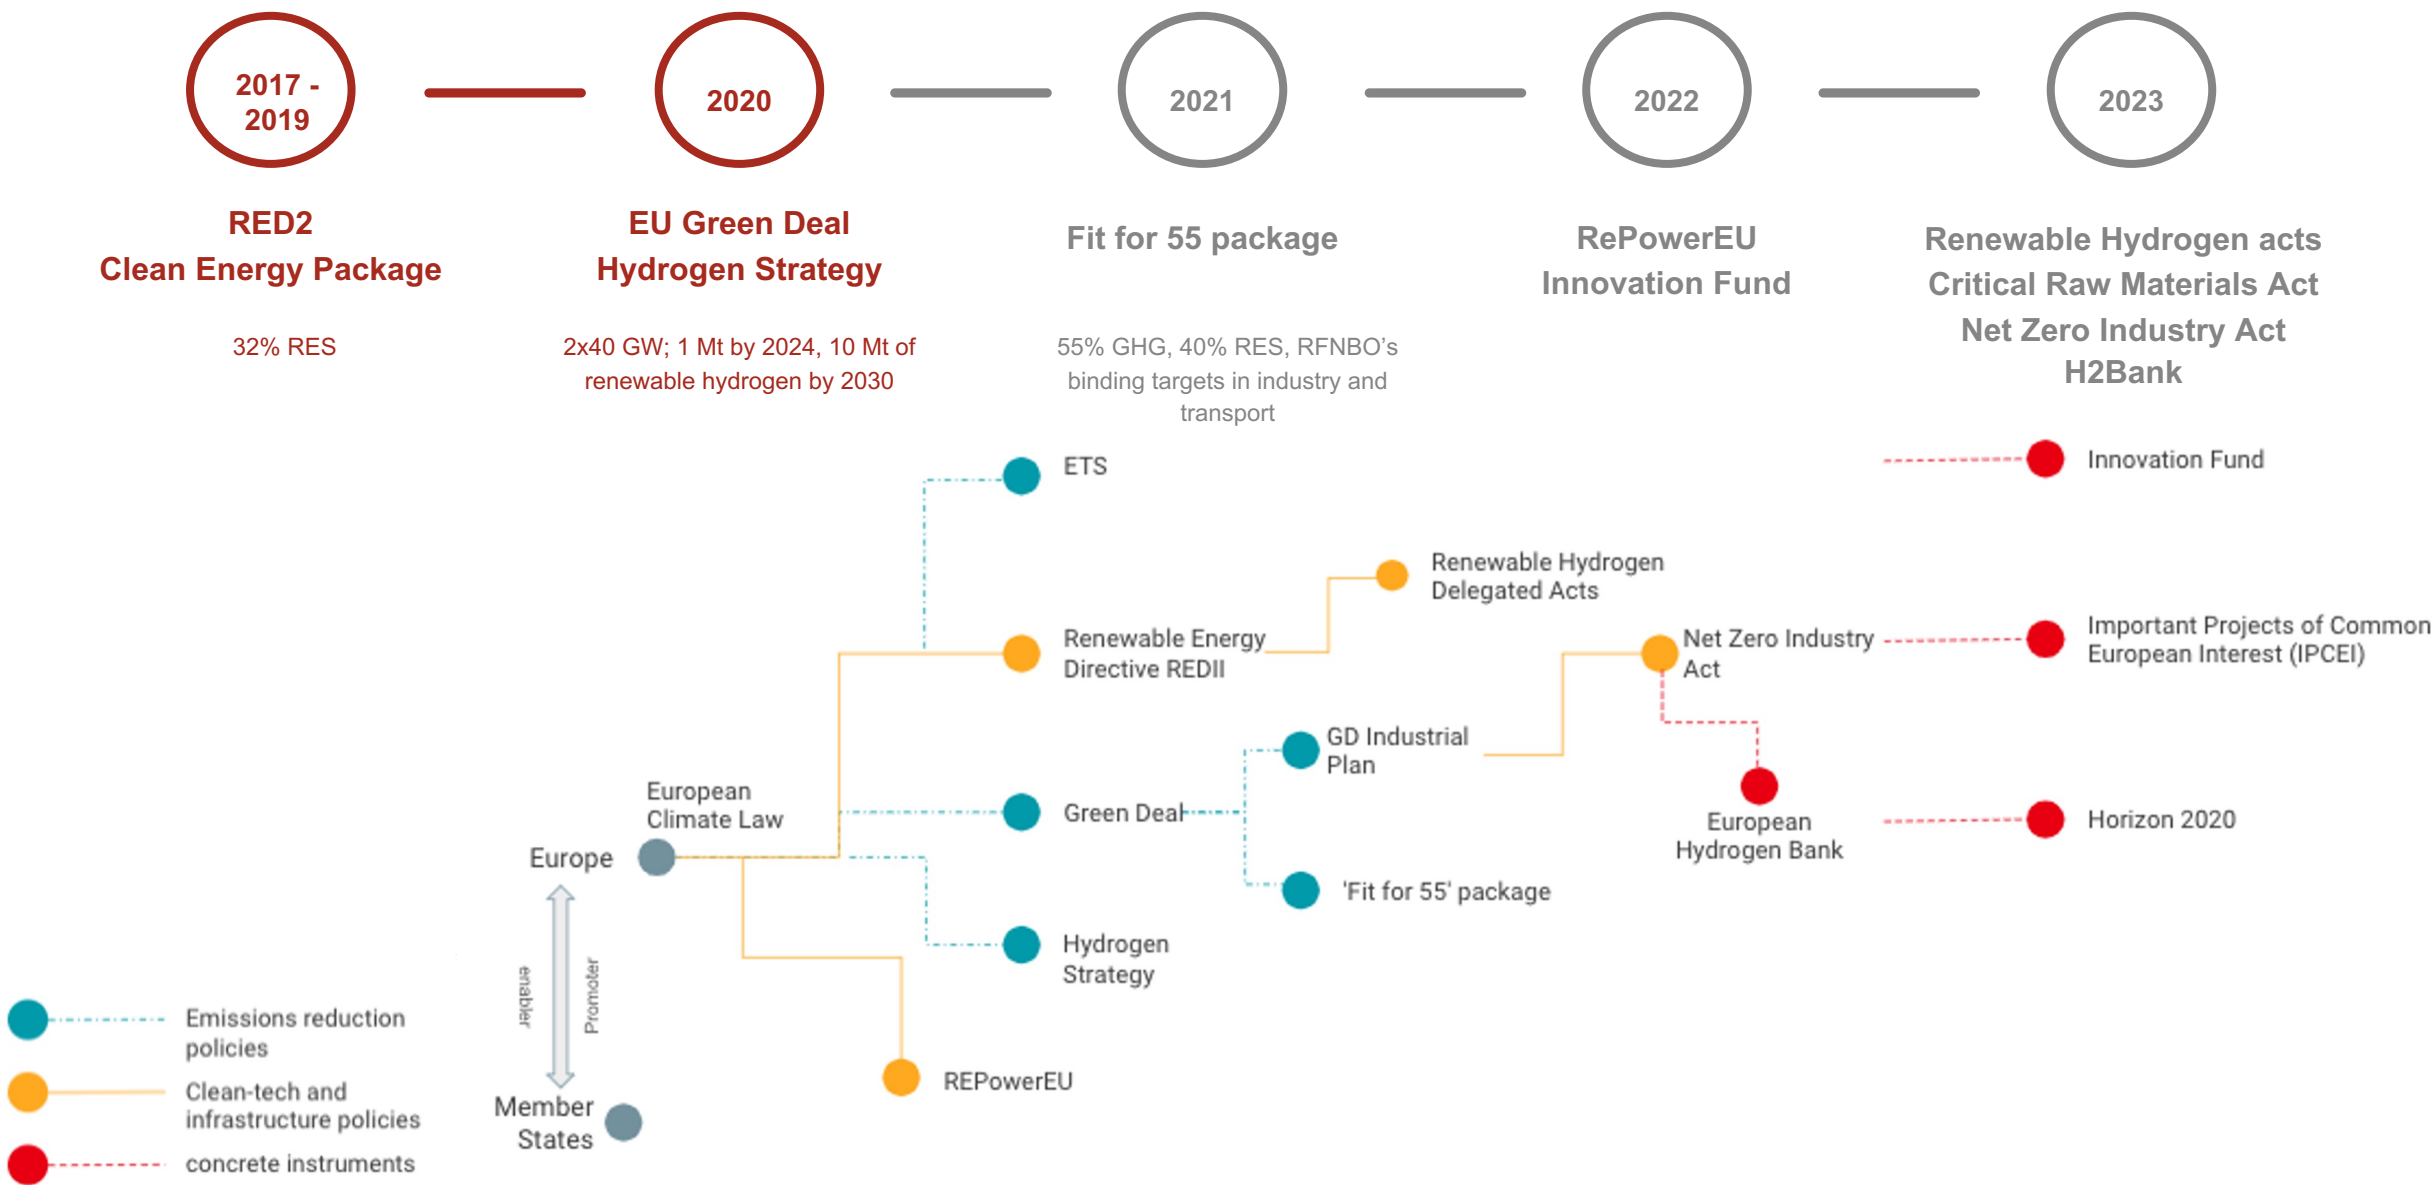 2017 -
2019
2020
2021
2022
2023
RED2
Clean Energy Package
32% RES
EU Green Deal
Hydrogen Strategy
2x40 GW; 1 Mt by 2024, 10 Mt of
renewable hydrogen by 2030
Fit for 55 package
55% GHG, 40% RES, RFNBO's
binding targets in industry and
transport
RePowerEU
Innovation Fund
Renewable Hydrogen acts
Critical Raw Materials Act
Net Zero Industry Act
H2Bank
ETS
Innovation Fund
Renewable Hydrogen
Delegated Acts
Renewable Energy
Directive REDII
Net Zero Industry
Act
Important Projects of Common
European Interest (IPCEI)
GD Industrial
Plan
European
Climate Law
Green Deal
European
Hydrogen Bank
Horizon 2020
Europe
'Fit for 55' package
Hydrogen
Strategy
enabler
Promoter
REPowerEU
Member
States
Emissions reduction
policies
Clean-tech and
infrastructure policies
concrete instruments